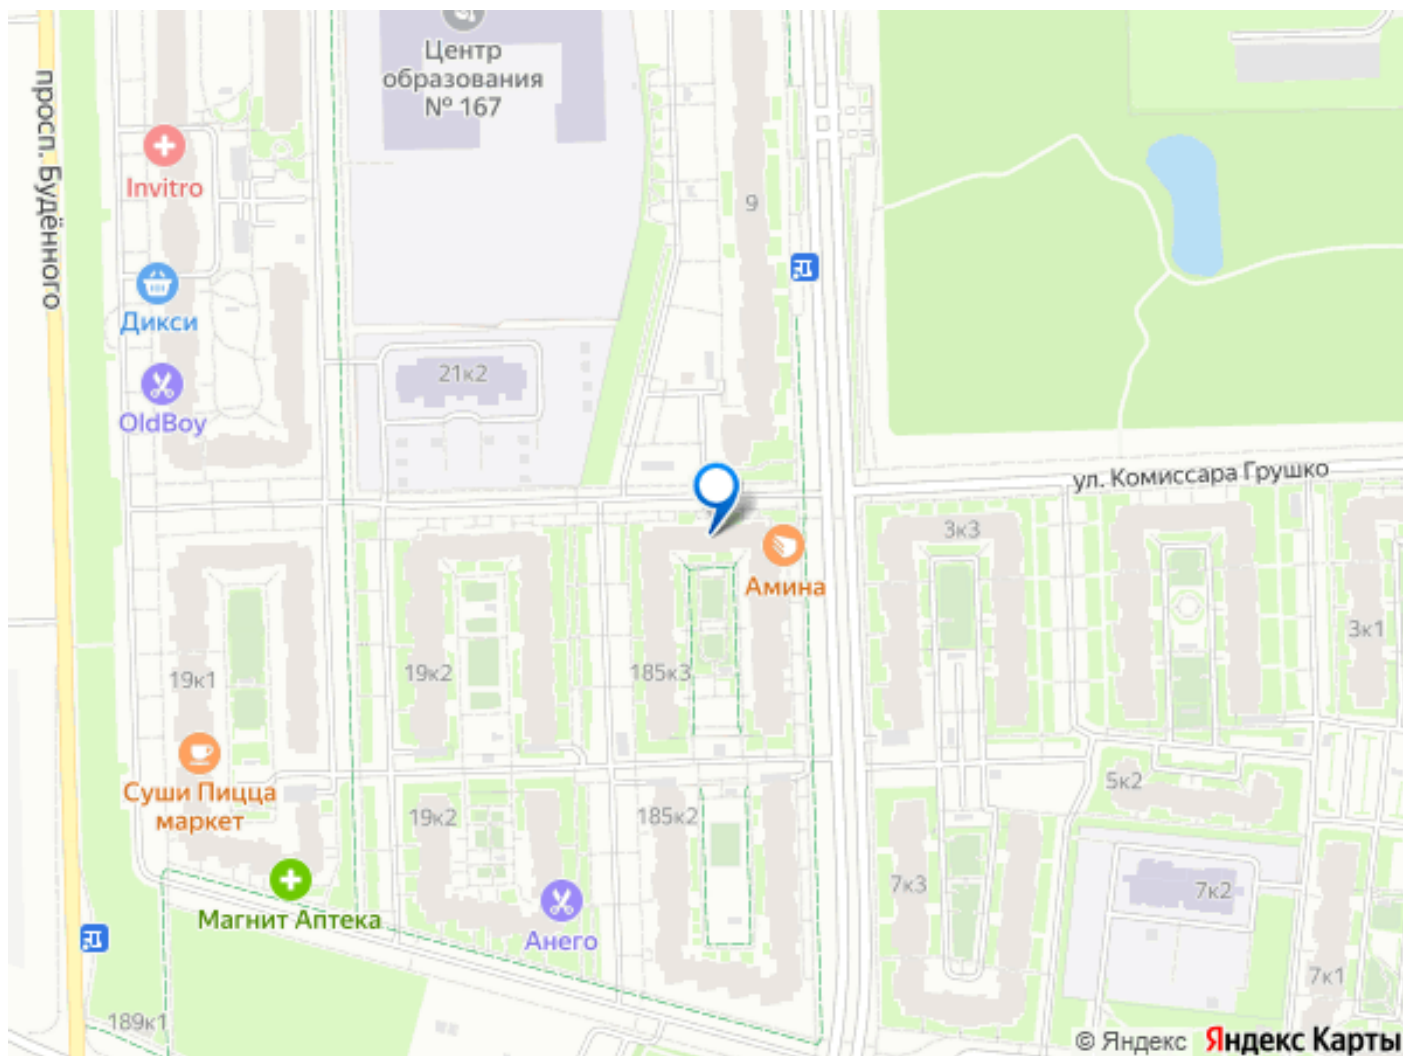 Центр
образования
№ 167
просп. Будённого
Invitro
9
Дикси
21к2
OldBoy
ул. Комиссара Грушко
3к3
Амина
3к1
19к1
19к2
185к3
Суши Пицца
маркет
5к2
19к2
185к2
7к3
7к2
Магнит Аптека
Анего
7к1
189к1
© Яндекс Яндекс Карты